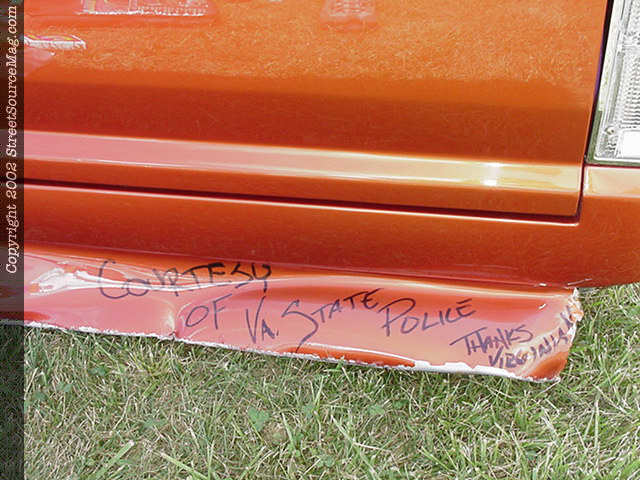 Copyright 2002 StreetSourceMag.com
COURTESY
OF VA. STATE POLICE
THANKS
VIRGINIA